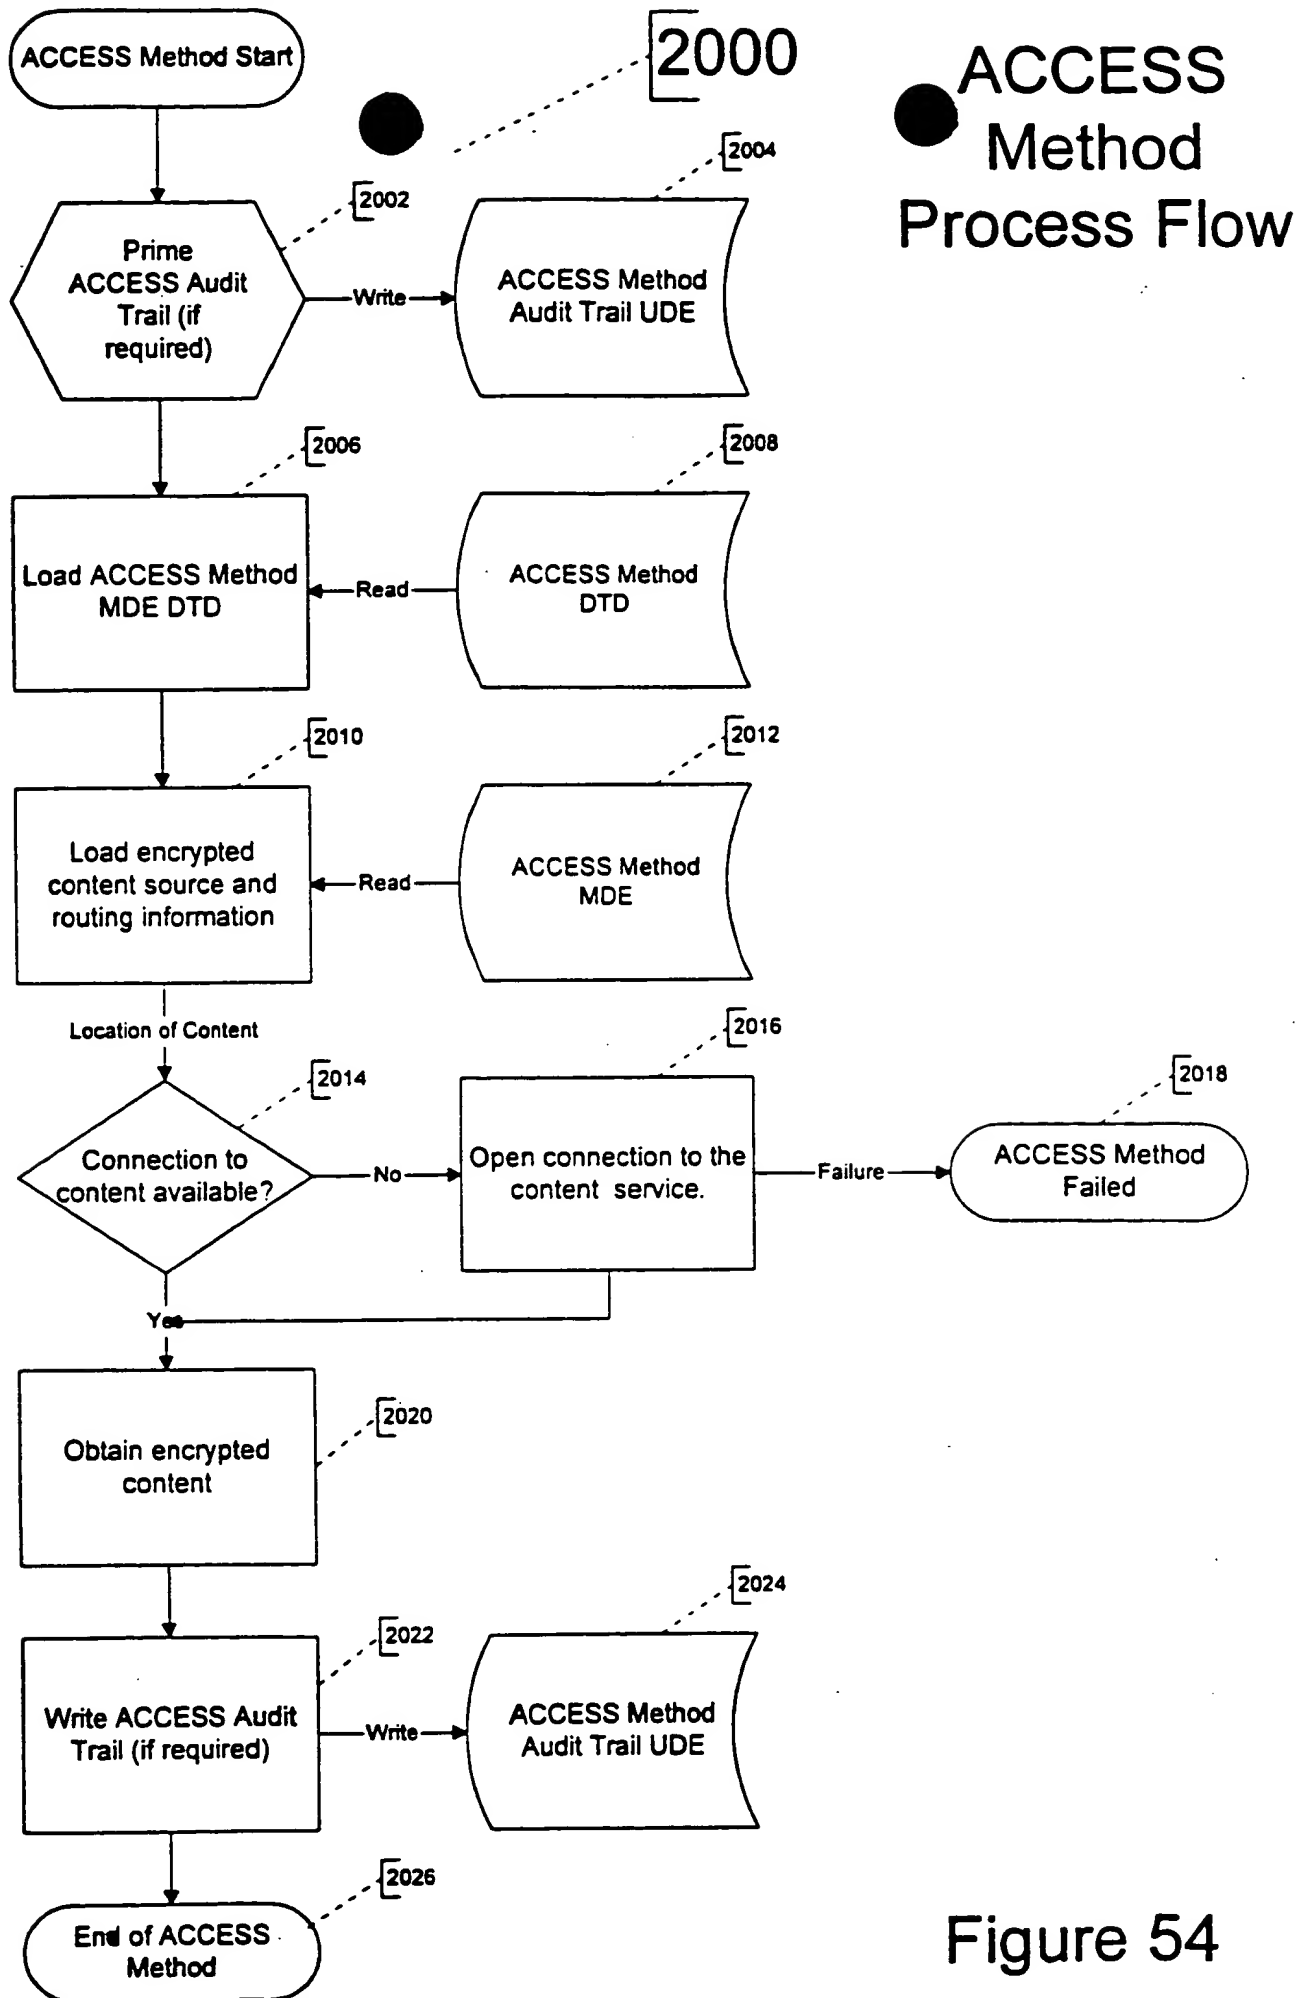 ACCESS Method Start
2000
ACCESS
Method
Process Flow
2002
2004
Prime
ACCESS Audit
Trail (if
required)
Write
ACCESS Method
Audit Trail UDE
2006
2008
Load ACCESS Method
MDE DTD
Read
ACCESS Method
DTD
2010
2012
Load encrypted
content source and
routing information
Read
ACCESS Method
MDE
Location of Content
2014
2016
2018
Connection to
content available?
No
Open connection to the
content service.
Failure
ACCESS Method
Failed
Yes
2020
Obtain encrypted
content
2022
2024
Write ACCESS Audit
Trail (if required)
Write
ACCESS Method
Audit Trail UDE
2026
End of ACCESS
Method
Figure 54